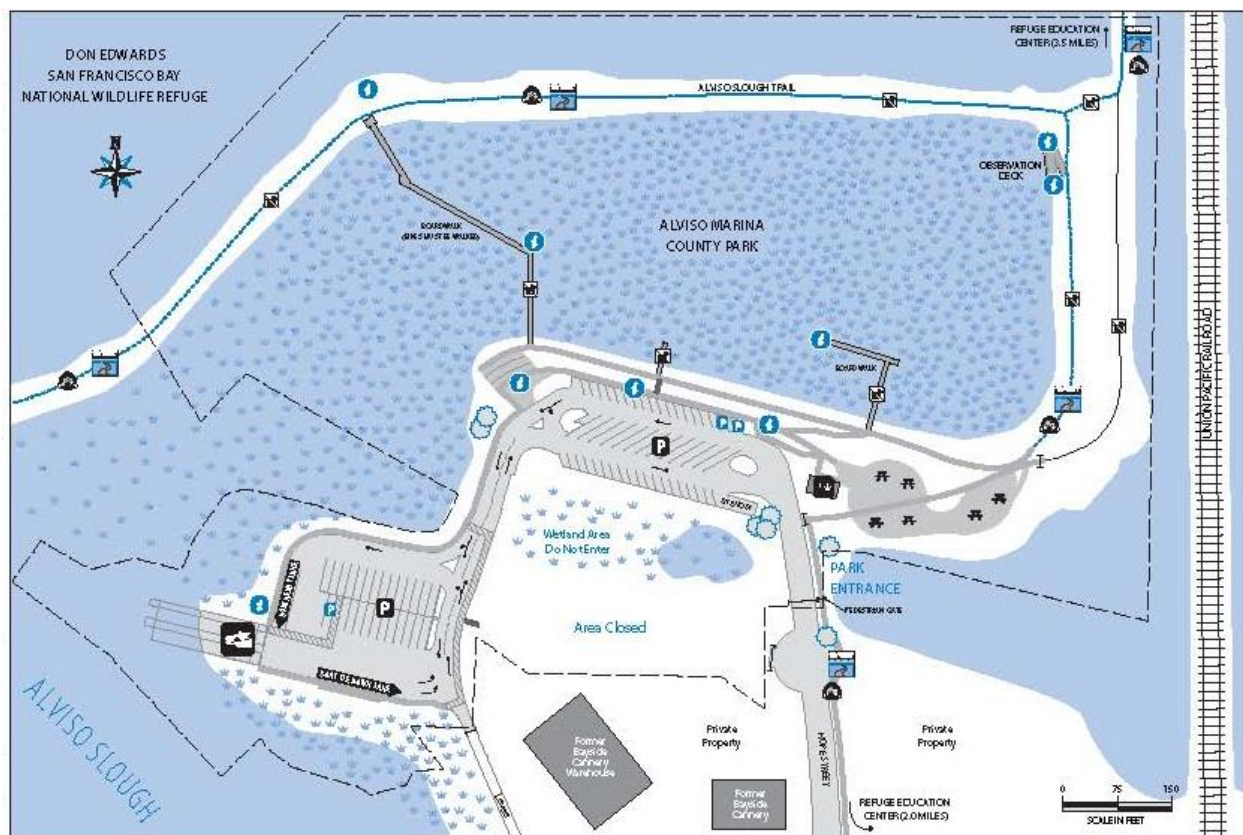 DON EDWARDS
SAN FRANCISCO BAY
NATIONAL WILDLIFE REFUGE
N
REFUGE EDUCATION
CENTER (3.5 MILES)
ALVISO SLOUGH TRAIL
OBSERVATION
DECK
BOARDWALK
ALVISO MARINA
COUNTY PARK
UNION PACIFIC RAILROAD
BOARDWALK
P P
P
Wetland Area
Do Not Enter
PARK
ENTRANCE
PEDESTRIAN GATE
P
P
Area Closed
ALVISO SLOUGH
Former
Bayside
Cannery
Warehouse
Private
Property
Private
Property
HOPE STREET
Former
Bayside
Cannery
REFUGE EDUCATION
CENTER (2.0 MILES)
0 75 150
SCALE IN FEET